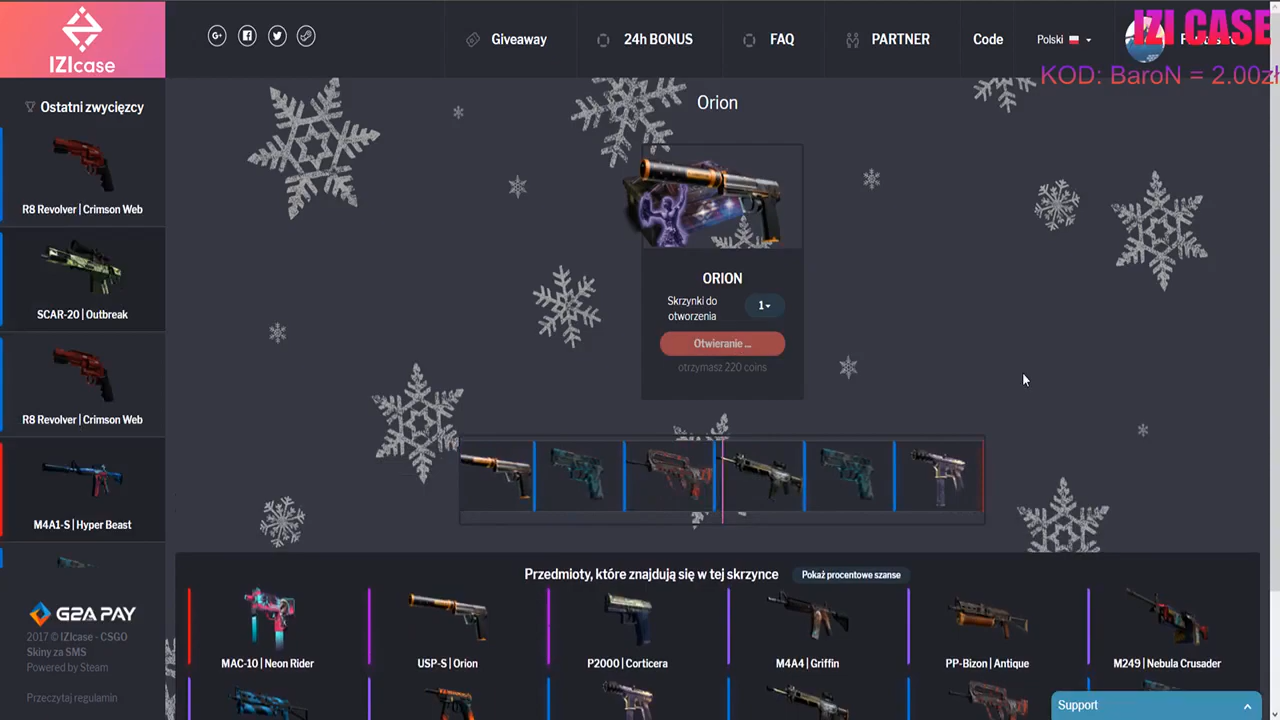 IZIcase
G+
Giveaway
24h BONUS
FAQ
PARTNER
Code
Polski
IZI CASE
KOD: BaroN = 2.00zł
Ostatni zwycięzcy
R8 Revolver | Crimson Web
SCAR-20 | Outbreak
R8 Revolver | Crimson Web
M4A1-S | Hyper Beast
G2A PAY
2017 © IZIcase - CSGO
Skiny za SMS
Powered by Steam
Przeczytaj regulamin
Orion
ORION
Skrzynki do
otworzenia
1
Otwieranie ...
otrzymasz 220 coins
Przedmioty, które znajdują się w tej skrzynce
Pokaż procentowe szanse
MAC-10 | Neon Rider
USP-S | Orion
P2000 | Corticera
M4A4 | Griffin
PP-Bizon | Antique
M249 | Nebula Crusader
Support